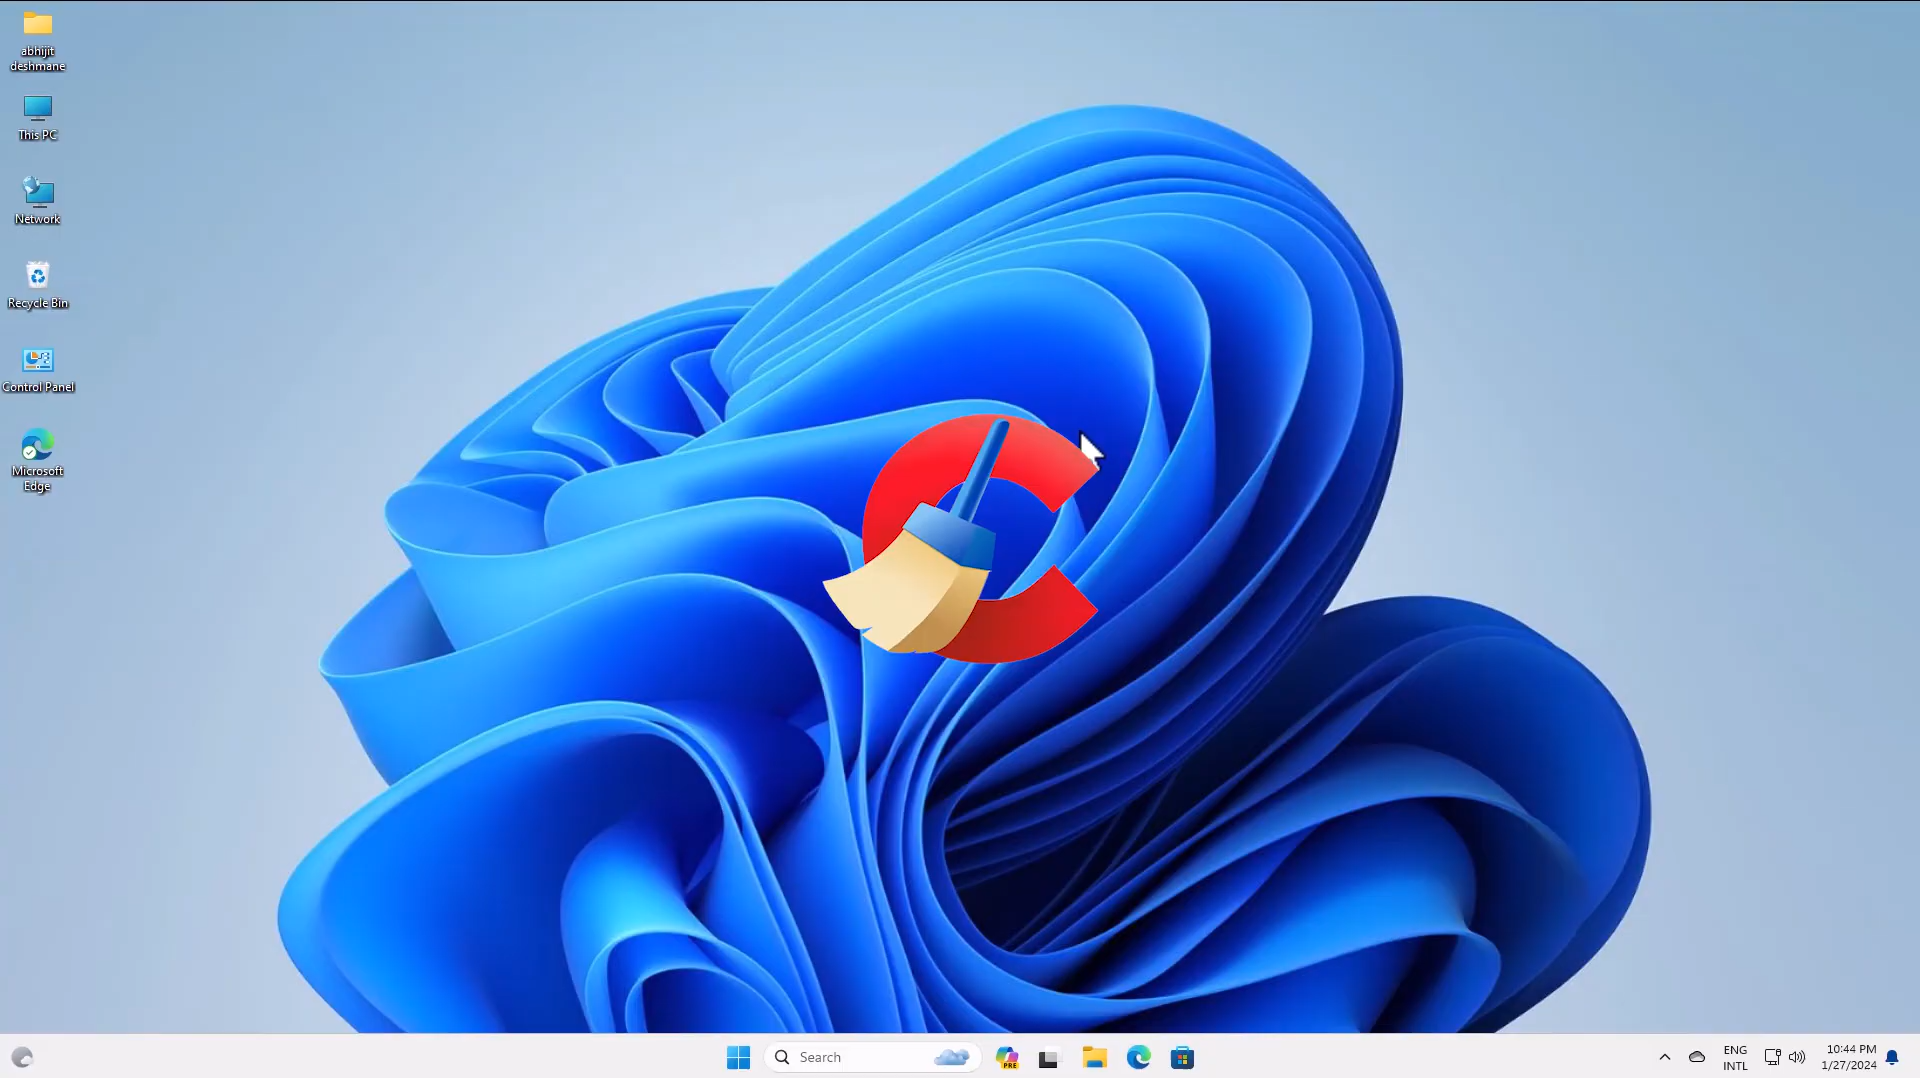 abhijit
deshmane
This PC
Network
Recycle Bin
Control Panel
Microsoft
Edge
Search
PRE
ENG
INTL
10:44 PM
1/27/2024